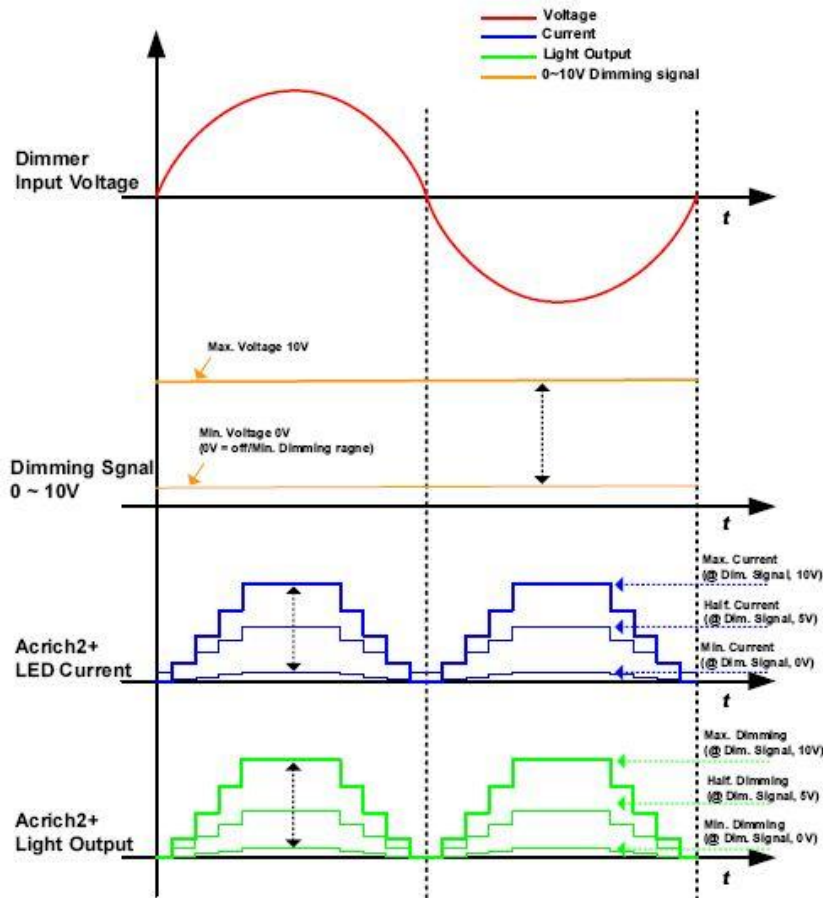 Voltage
Current
Light Output
0~10V Dimming signal
Dimmer
Input Voltage
t
Max. Voltage 10V
Min. Voltage 0V
(0V = off/Min. Dimming ragne)
Dimming Sgnal
0 ~ 10V
t
Max. Current
(@ Dim. Signal, 10V)
Half. Current
(@ Dim. Signal, 5V)
Min. Current
(@ Dim. Signal, 0V)
Acrich2+
LED Current
t
Max. Dimming
(@ Dim. Signal, 10V)
Half. Dimming
(@ Dim. Signal, 5V)
Min. Dimming
(@ Dim. Signal, 0V)
Acrich2+
Light Output
t